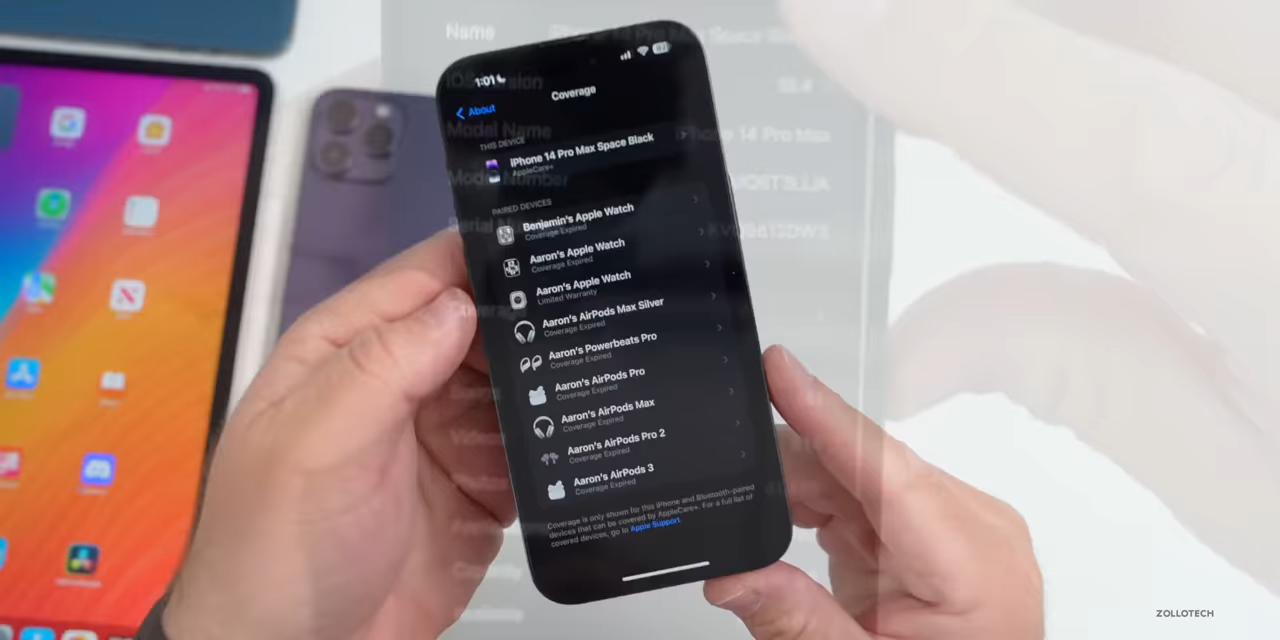 Name
1:01
Coverage
About
Model Name
iPhone 14 Pro Max
THIS DEVICE
iPhone 14 Pro Max Space Black
AppleCare+
Model Number
PAIRED DEVICES
Benjamin's Apple Watch
Coverage Expired
Aaron's Apple Watch
Coverage Expired
Aaron's Apple Watch
Limited Warranty
Aaron's AirPods Max Silver
Coverage Expired
Aaron's Powerbeats Pro
Coverage Expired
Aaron's AirPods Pro
Coverage Expired
Aaron's AirPods Max
Coverage Expired
Aaron's AirPods Pro 2
Coverage Expired
Aaron's AirPods 3
Coverage Expired
Coverage is only shown for this iPhone and Bluetooth-paired
devices that can be covered by AppleCare+. For a full list of
covered devices, go to Apple Support.
ZOLLOTECH